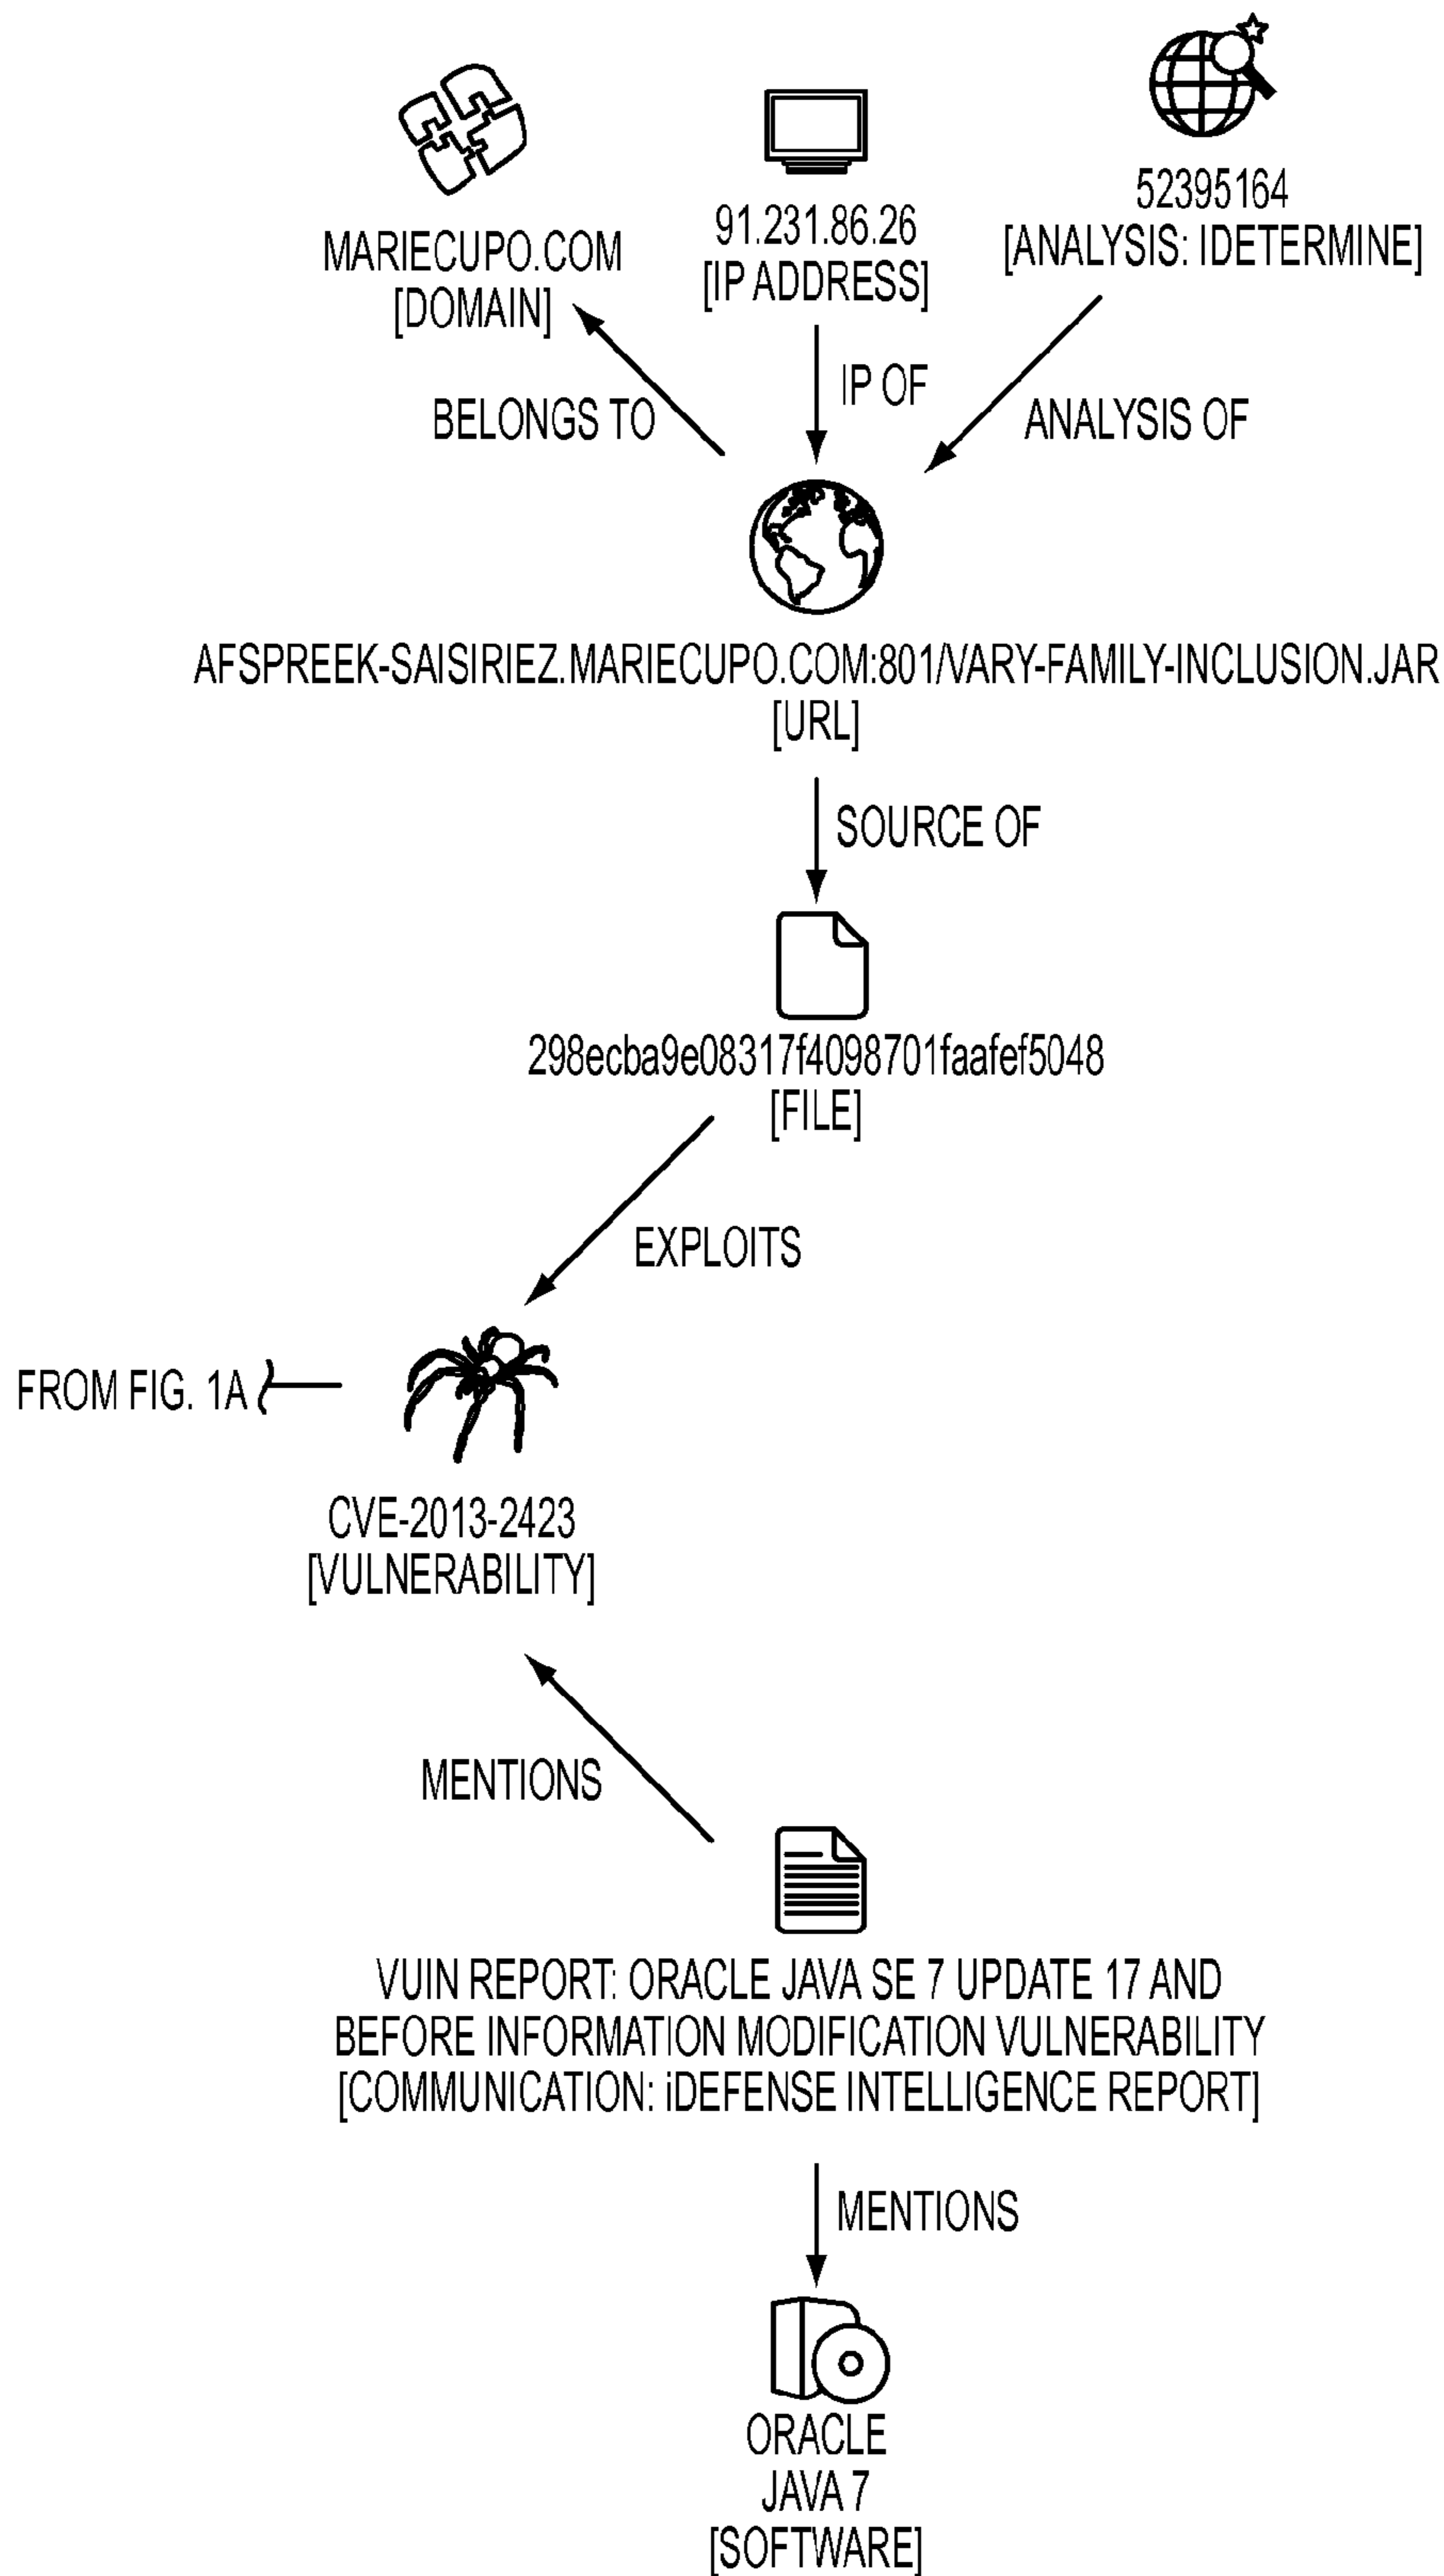 MARIECUPO.COM
[DOMAIN]
91.231.86.26
[IP ADDRESS]
52395164
[ANALYSIS: IDETERMINE]
BELONGS TO
IP OF
ANALYSIS OF
AFSPREEK-SAISIRIEZ.MARIECUPO.COM:801/VARY-FAMILY-INCLUSION.JAR
[URL]
SOURCE OF
298ecba9e08317f4098701faafef5048
[FILE]
EXPLOITS
FROM FIG. 1A
CVE-2013-2423
[VULNERABILITY]
MENTIONS
VUIN REPORT: ORACLE JAVA SE 7 UPDATE 17 AND
BEFORE INFORMATION MODIFICATION VULNERABILITY
[COMMUNICATION: iDEFENSE INTELLIGENCE REPORT]
MENTIONS
ORACLE
JAVA 7
[SOFTWARE]